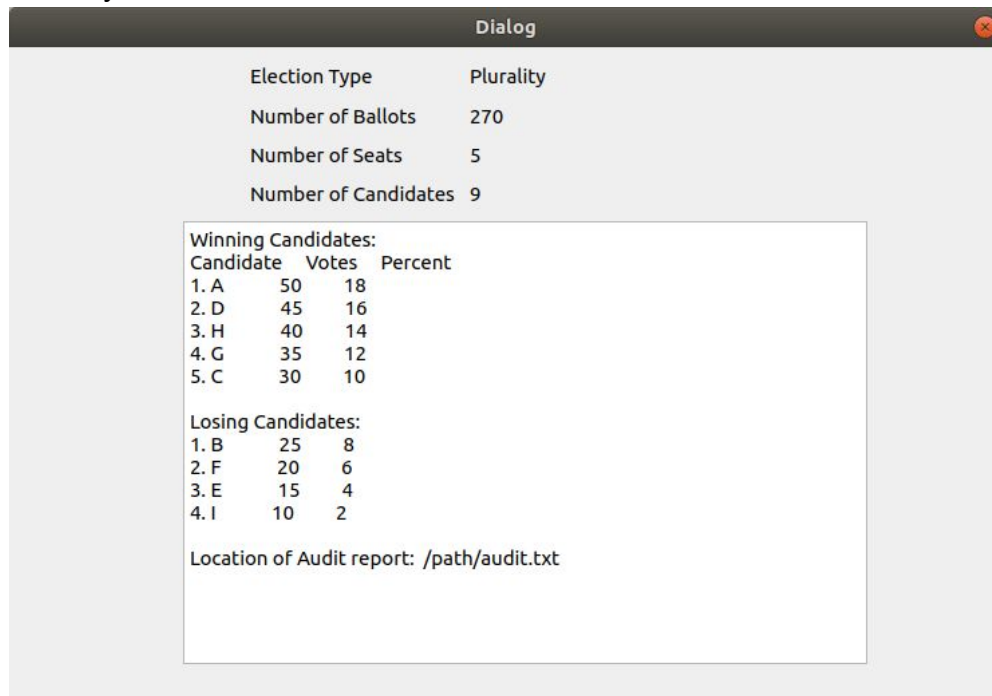 Dialog
Election Type Plurality
Number of Ballots 270
Number of Seats 5
Number of Candidates 9
Winning Candidates:
Candidate Votes Percent
1. A 50 18
2. D 45 16
3. H 40 14
4. G 35 12
5. C 30 10
Losing Candidates:
1. B 25 8
2. F 20 6
3. E 15 4
4. I 10 2
Location of Audit report: /path/audit.txt